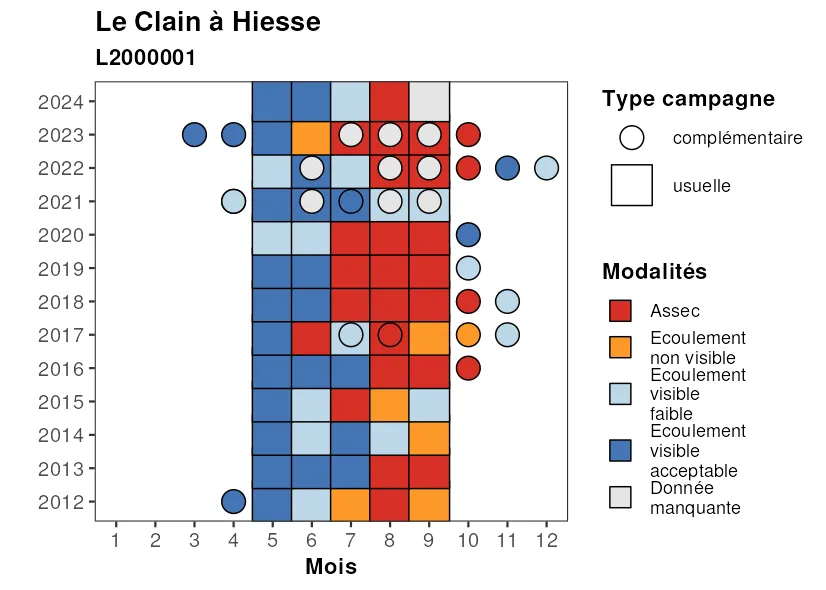 Le Clain à Hiesse
L2000001
2024
2023
2022
2021
2020
2019
2018
2017
2016
2015
2014
2013
2012
1 2 3 4 5 6 7 8 9 10 11 12
Mois
Type campagne
complémentaire
usuelle
Modalités
Assec
Ecoulement
non visible
Ecoulement
visible
faible
Ecoulement
visible
acceptable
Donnée
manquante